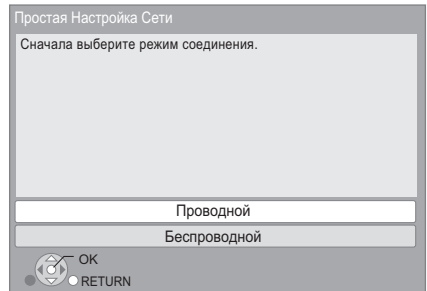 Простая Настройка Сети
Сначала выберите режим соединения.
Проводной
Беспроводной
OK
RETURN